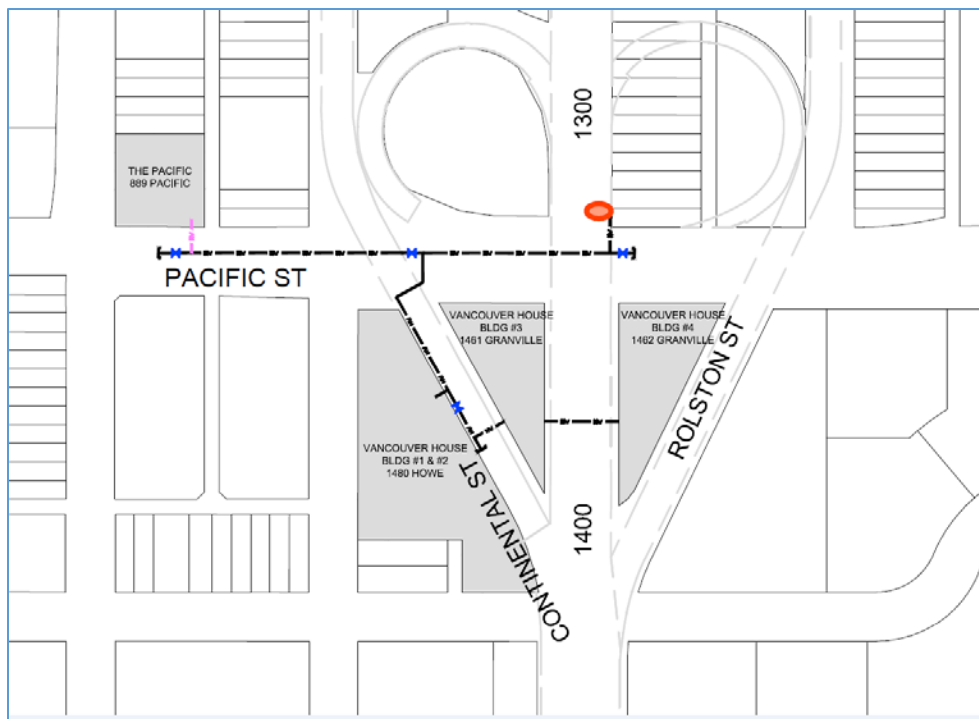 1300
THE PACIFIC
889 PACIFIC
PACIFIC ST
VANCOUVER HOUSE
BLDG #3
1461 GRANVILLE
VANCOUVER HOUSE
BLDG #4
1462 GRANVILLE
ROLSTON ST
VANCOUVER HOUSE
BLDG #1 & #2
1480 HOWE
CONTINENTAL ST
1400